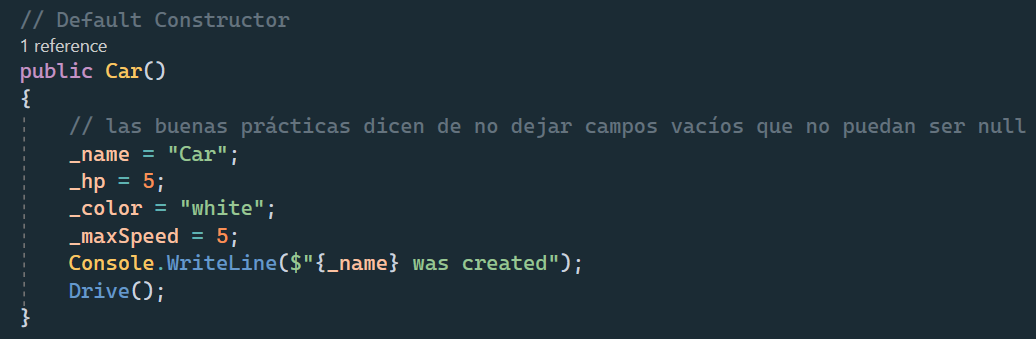 // Default Constructor
1 reference
public Car()
{
// las buenas prácticas dicen de no dejar campos vacíos que no puedan ser null
_name = "Car";
_hp = 5;
_color = "white";
_maxSpeed = 5;
Console.WriteLine($"{_name} was created");
Drive();
}